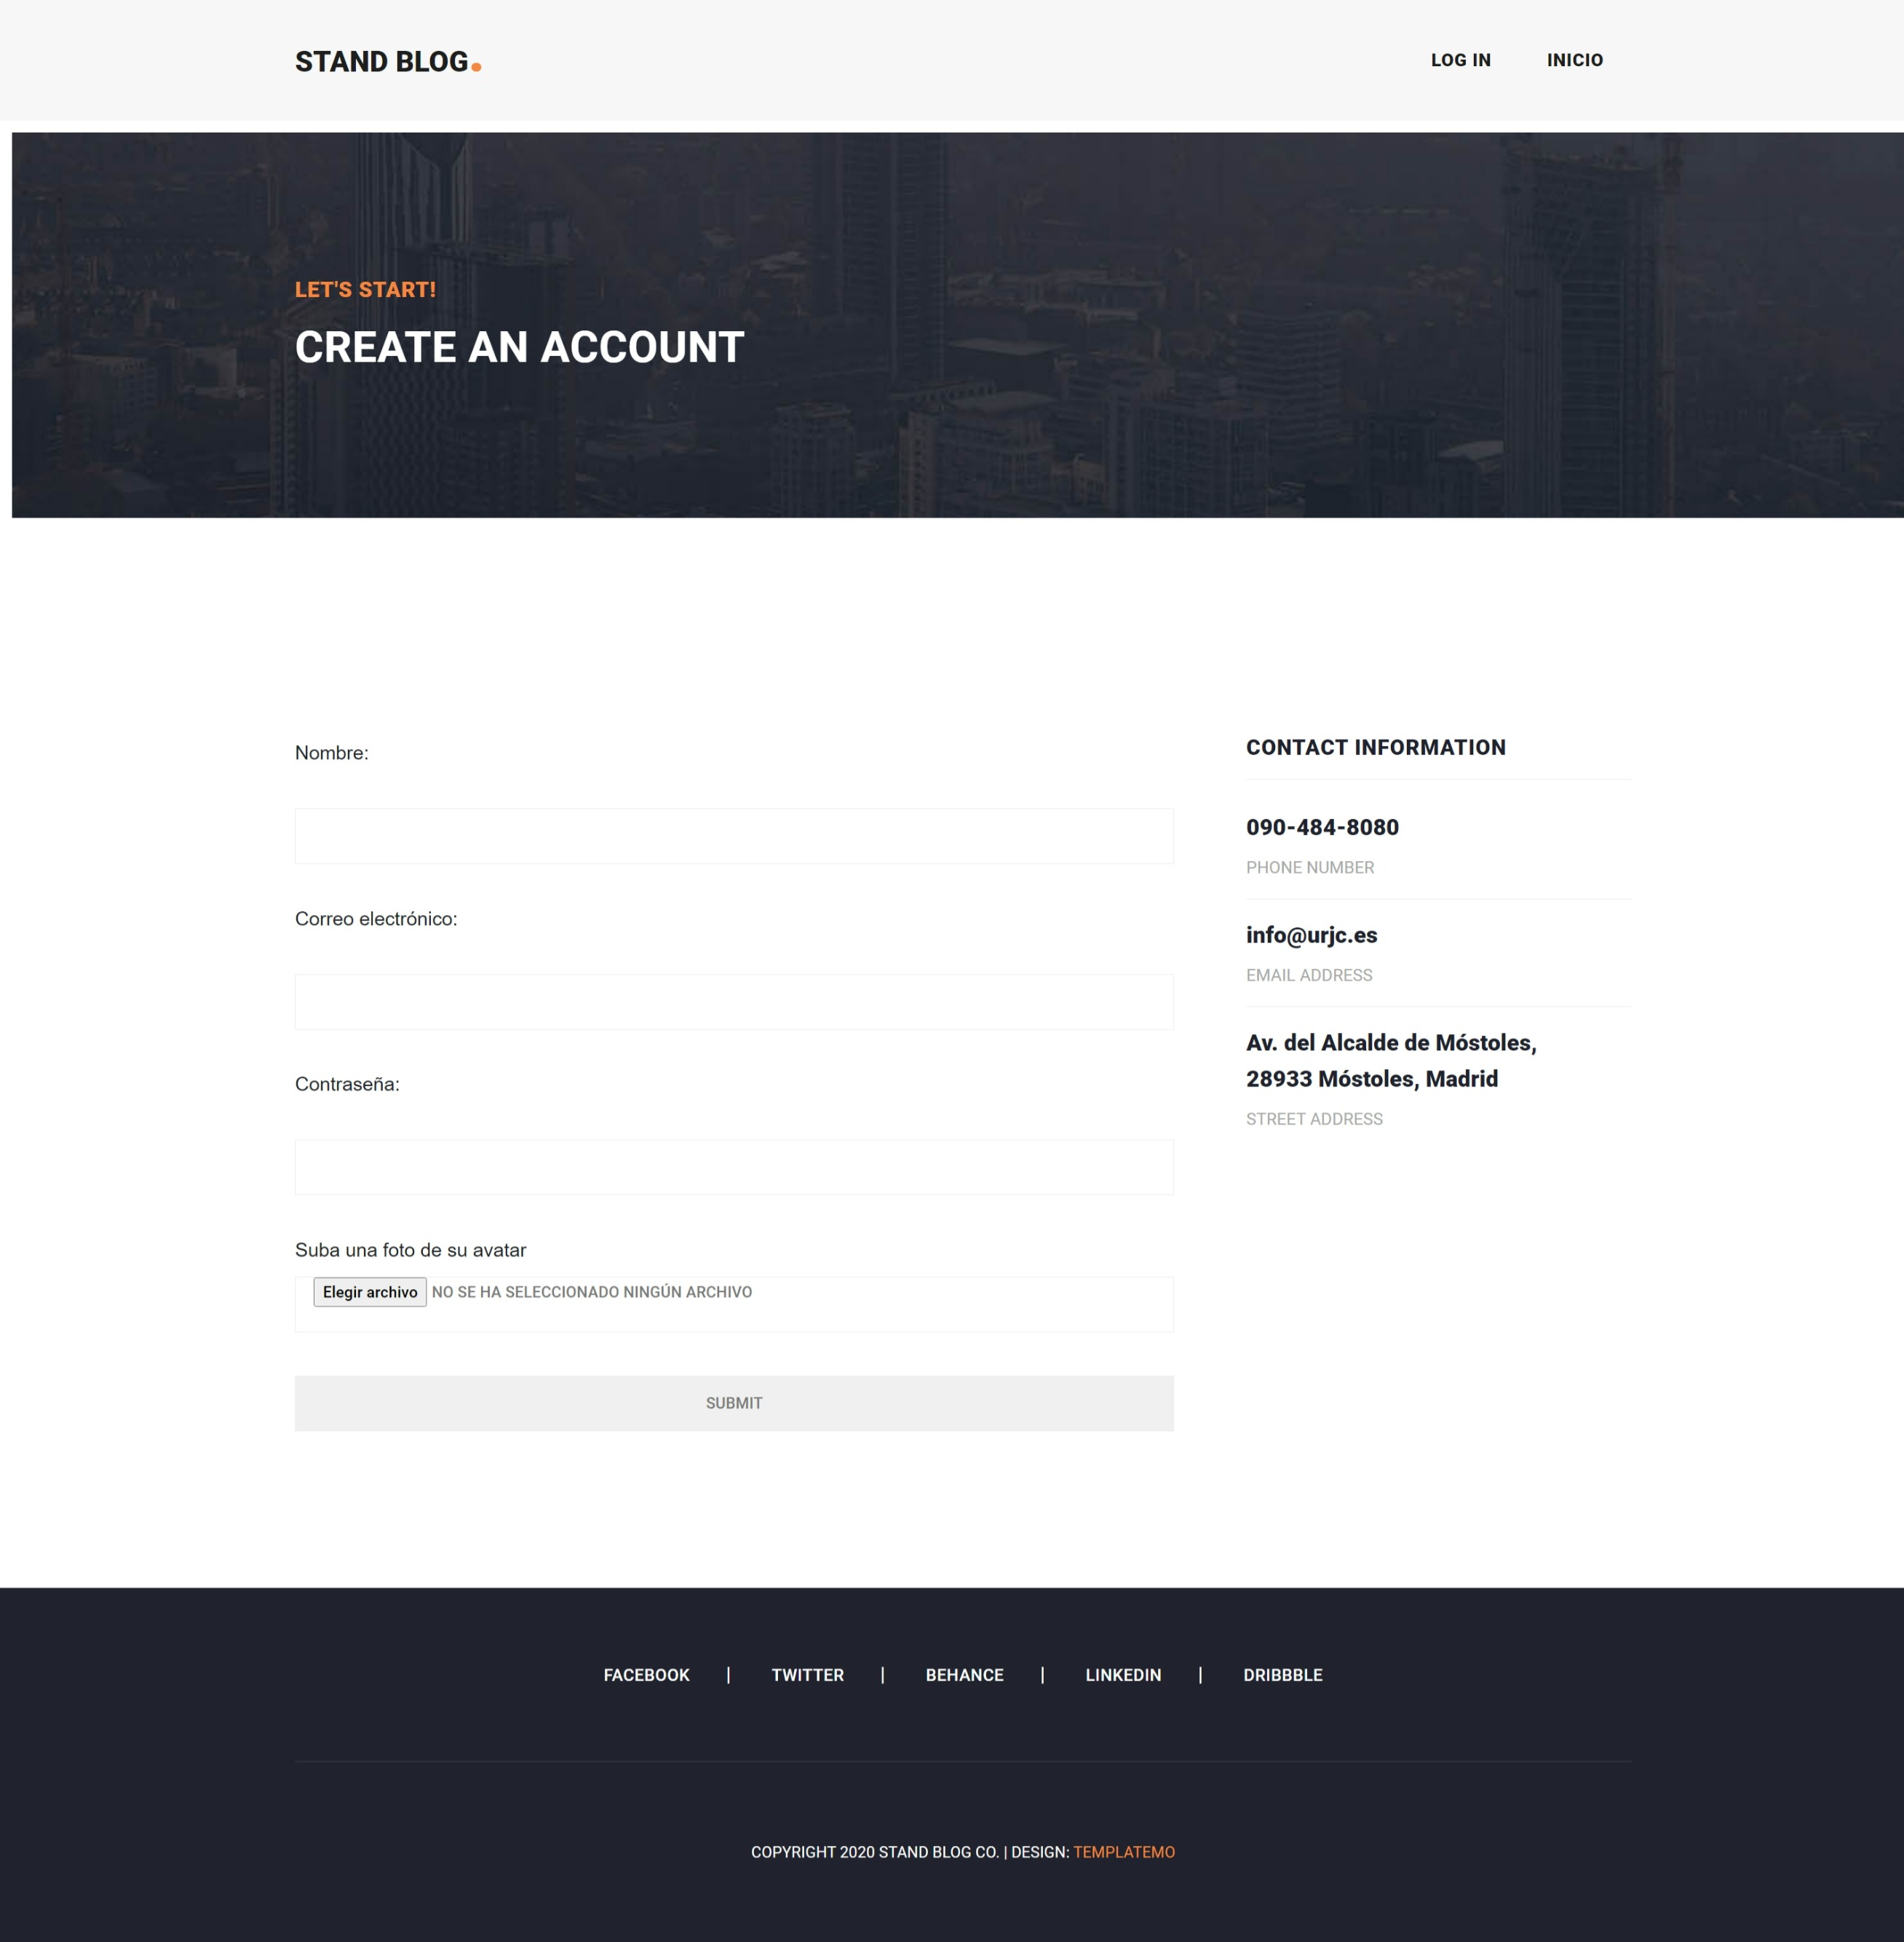 STAND BLOG.
LOG IN
INICIO
LET'S START!
CREATE AN ACCOUNT
Nombre:
Correo electrónico:
Contraseña:
Suba una foto de su avatar
Elegir archivo NO SE HA SELECCIONADO NINGÚN ARCHIVO
SUBMIT
CONTACT INFORMATION
090-484-8080
PHONE NUMBER
info@urjc.es
EMAIL ADDRESS
Av. del Alcalde de Móstoles,
28933 Móstoles, Madrid
STREET ADDRESS
FACEBOOK | TWITTER | BEHANCE | LINKEDIN | DRIBBBLE
COPYRIGHT 2020 STAND BLOG CO. | DESIGN: TEMPLATEMO